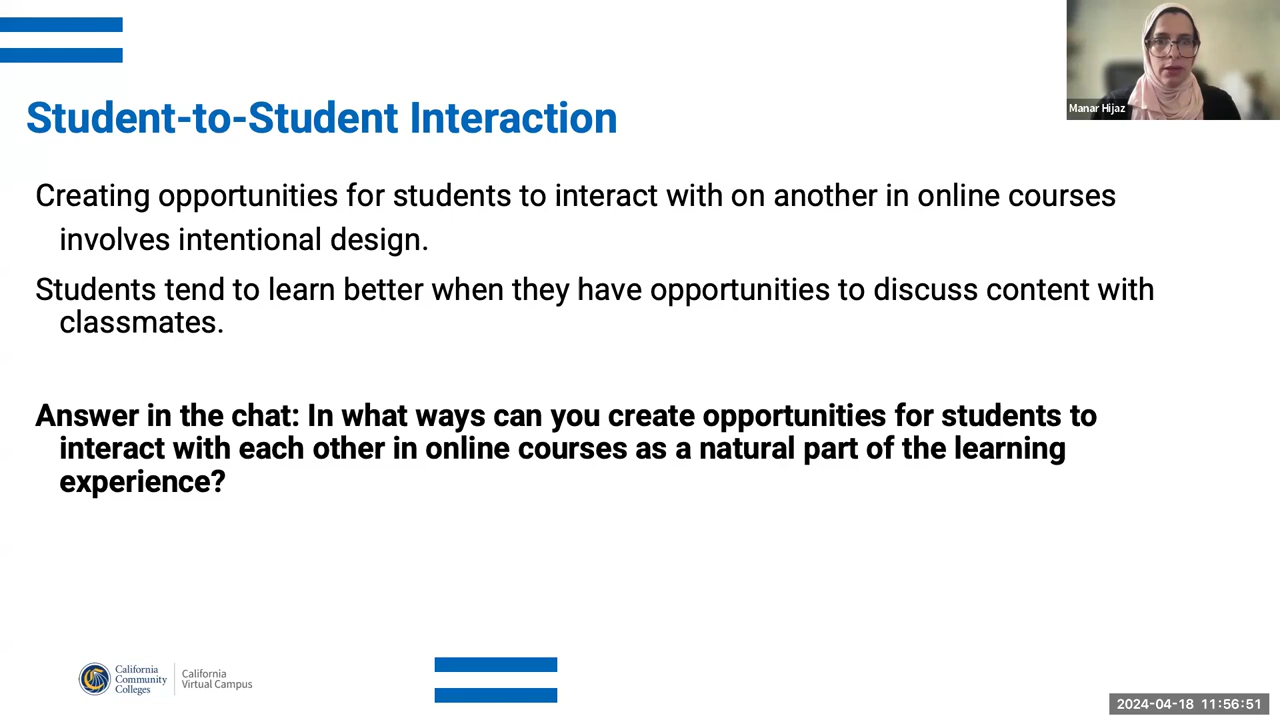 Manar Hijaz
Student-to-Student Interaction
Creating opportunities for students to interact with on another in online courses
involves intentional design.
Students tend to learn better when they have opportunities to discuss content with
classmates.
Answer in the chat: In what ways can you create opportunities for students to
interact with each other in online courses as a natural part of the learning
experience?
California
Community
Colleges
California
Virtual Campus
2024-04-18 11:56:51